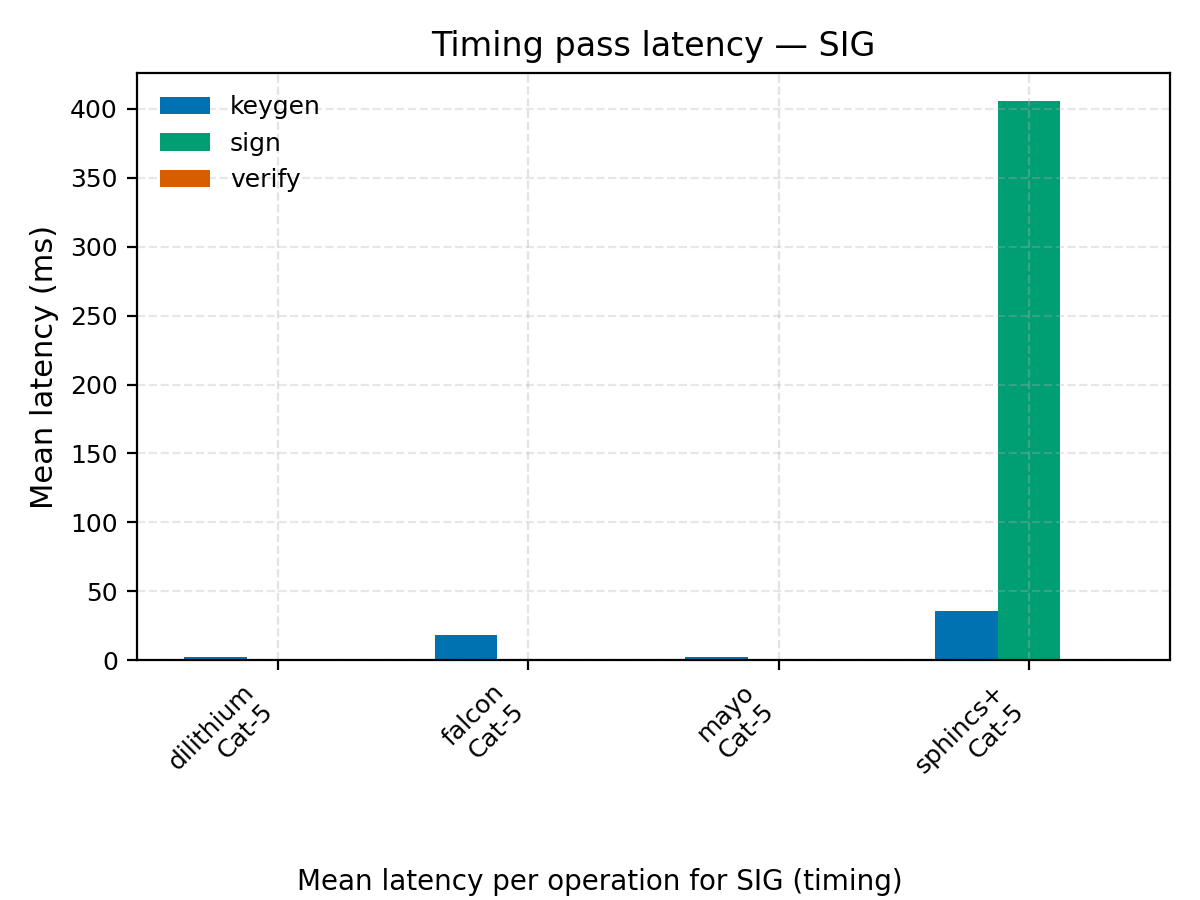 Timing pass latency — SIG
keygen
sign
verify
Mean latency (ms)
400
350
300
250
200
150
100
50
0
dilithium
Cat-5
falcon
Cat-5
mayo
Cat-5
sphincs+
Cat-5
Mean latency per operation for SIG (timing)